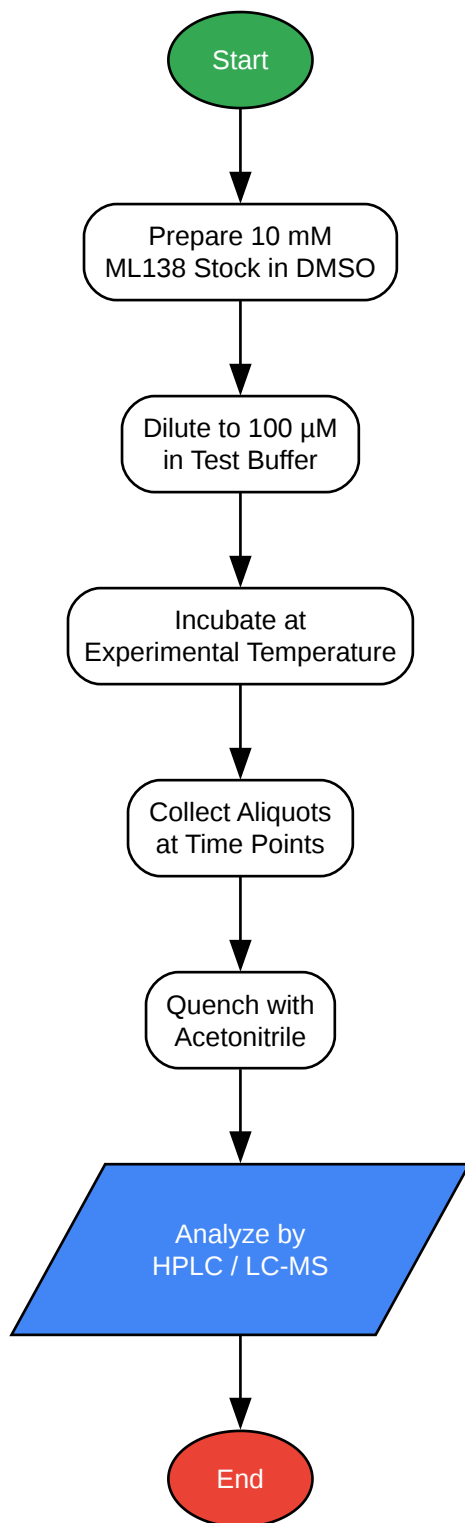 Start
Prepare 10 mM
ML138 Stock in DMSO
Dilute to 100 µM
in Test Buffer
Incubate at
Experimental Temperature
Collect Aliquots
at Time Points
Quench with
Acetonitrile
Analyze by
HPLC / LC-MS
End